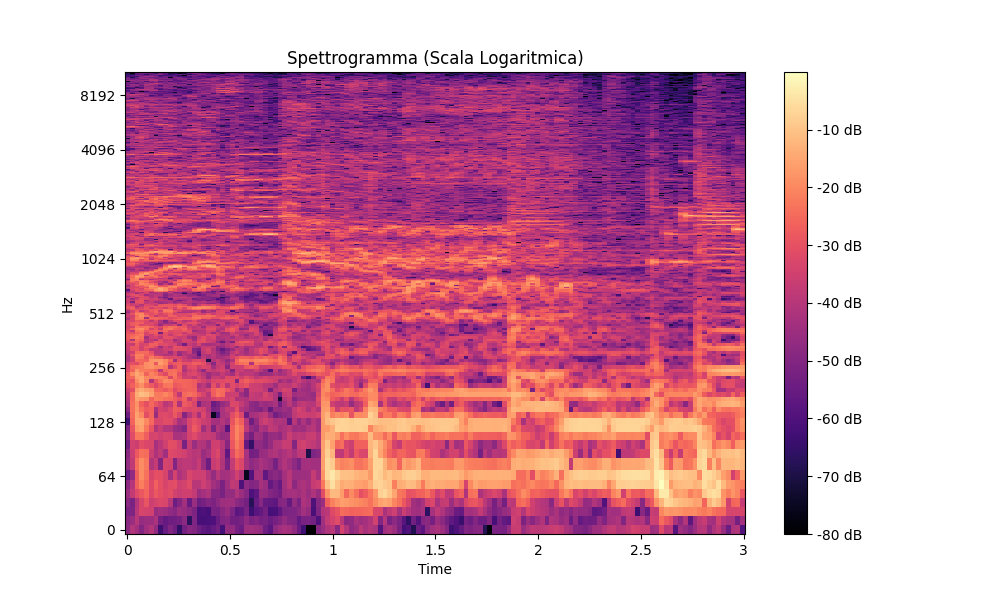 Spettrogramma (Scala Logaritmica)
8192
4096
2048
1024
512
256
128
64
0
Hz
0
0.5
1
1.5
2
2.5
3
Time
-10 dB
-20 dB
-30 dB
-40 dB
-50 dB
-60 dB
-70 dB
-80 dB